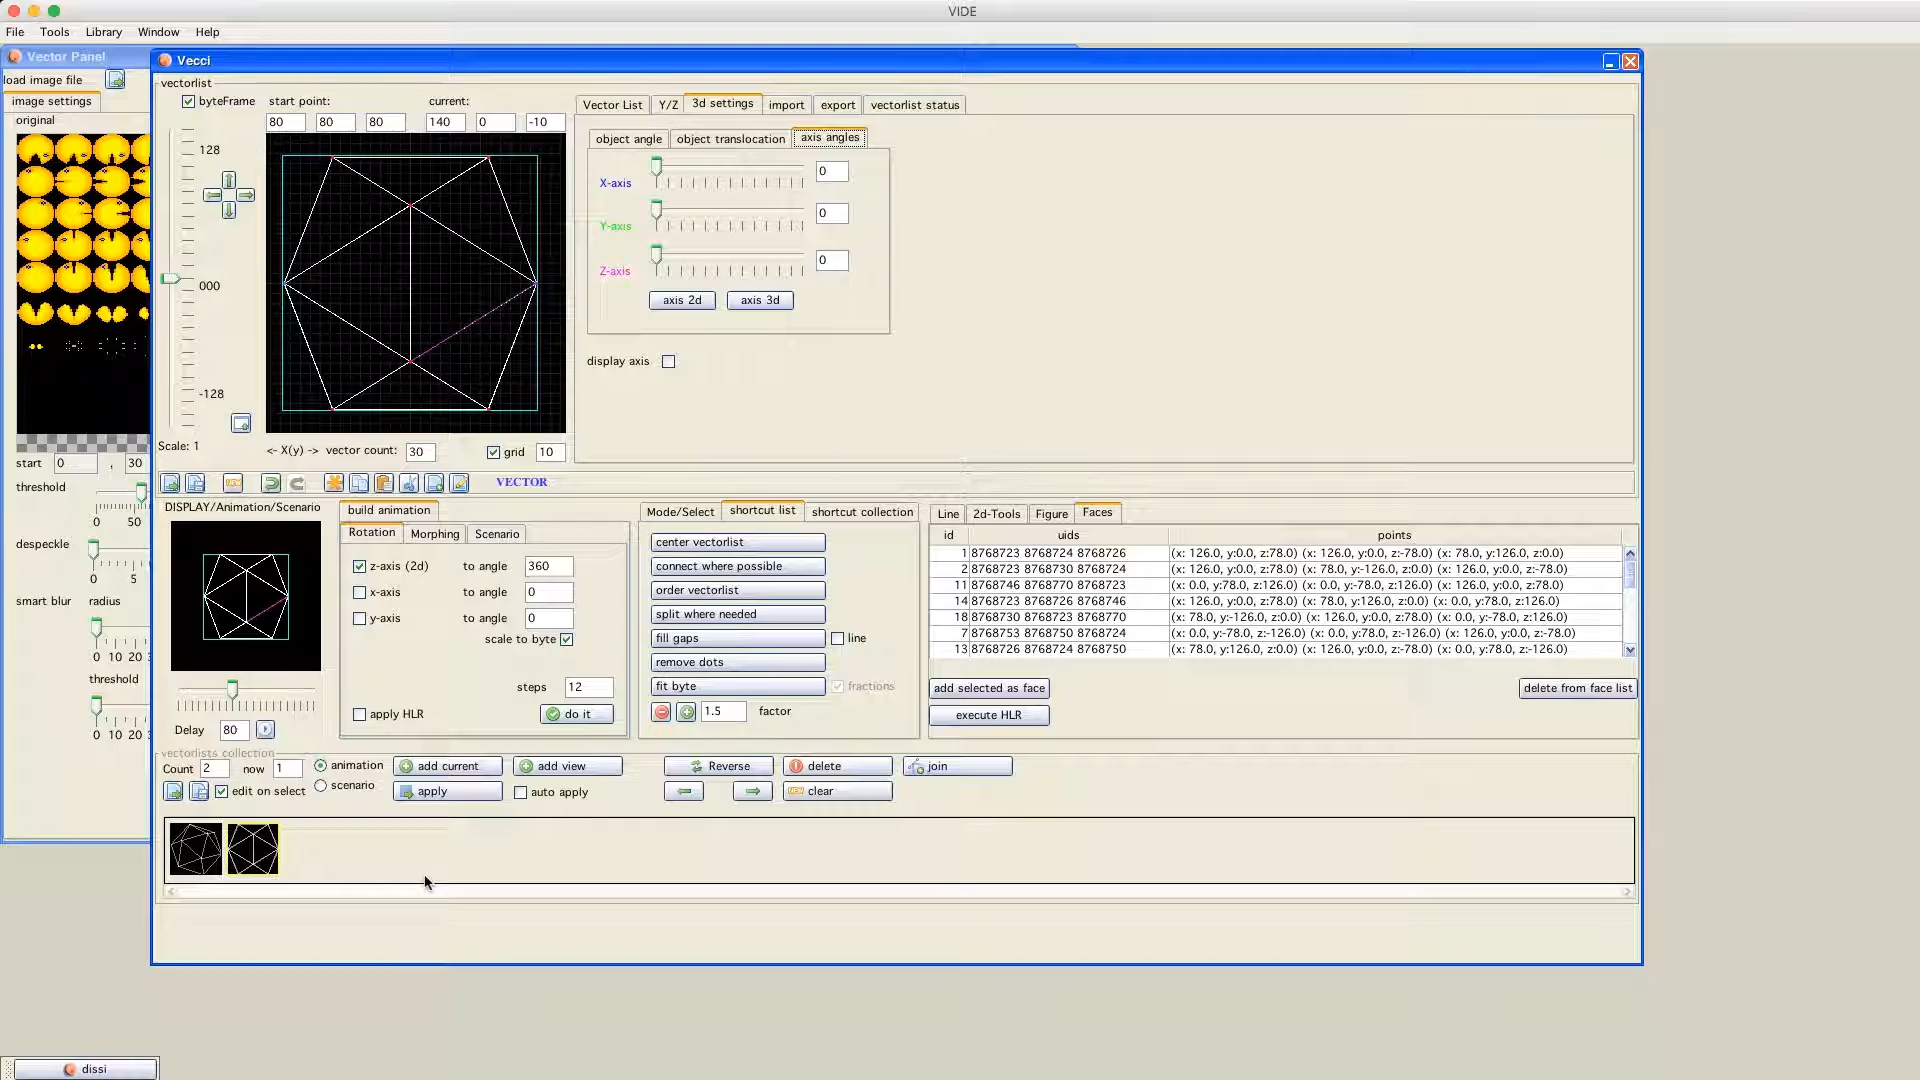 VIDE
File Tools Library Window Help
Vector Panel
load image file
image settings
original
start 0 , 30
threshold
0 50
despeckle
0 5
smart blur radius
0 10 20 3
threshold
0 10 20 3
Vecci
vectorlist
byteFrame start point: current:
80 80 80 140 0 -10
128
000
-128
Scale: 1
<- X(y) -> vector count: 30 grid 10
Vector List Y/Z 3d settings import export vectorlist status
object angle object translocation axis angles
X-axis 0
Y-axis 0
Z-axis 0
axis 2d axis 3d
display axis
VECTOR
DISPLAY/Animation/Scenario
Delay 80
build animation
Rotation Morphing Scenario
z-axis (2d) to angle 360
x-axis to angle 0
y-axis to angle 0
scale to byte
steps 12
apply HLR do it
Mode/Select shortcut list shortcut collection
center vectorlist
connect where possible
order vectorlist
split where needed
fill gaps line
remove dots
fit byte fractions
1.5 factor
Line 2d-Tools Figure Faces
id uids points
1 8768723 8768724 8768726 (x: 126.0, y:0.0, z:78.0) (x: 126.0, y:0.0, z:-78.0) (x: 78.0, y:126.0, z:0.0)
2 8768723 8768730 8768724 (x: 126.0, y:0.0, z:78.0) (x: 78.0, y:-126.0, z:0.0) (x: 126.0, y:0.0, z:-78.0)
11 8768746 8768770 8768723 (x: 0.0, y:78.0, z:126.0) (x: 0.0, y:-78.0, z:126.0) (x: 126.0, y:0.0, z:78.0)
14 8768723 8768726 8768746 (x: 126.0, y:0.0, z:78.0) (x: 78.0, y:126.0, z:0.0) (x: 0.0, y:78.0, z:126.0)
18 8768730 8768723 8768770 (x: 78.0, y:-126.0, z:0.0) (x: 126.0, y:0.0, z:78.0) (x: 0.0, y:-78.0, z:126.0)
7 8768753 8768750 8768724 (x: 0.0, y:-78.0, z:-126.0) (x: 0.0, y:78.0, z:-126.0) (x: 126.0, y:0.0, z:-78.0)
13 8768726 8768724 8768750 (x: 78.0, y:126.0, z:0.0) (x: 126.0, y:0.0, z:-78.0) (x: 0.0, y:78.0, z:-126.0)
add selected as face delete from face list
execute HLR
vectorlists collection
Count 2 now 1 animation add current add view Reverse delete join
edit on select scenario apply auto apply clear
dissi